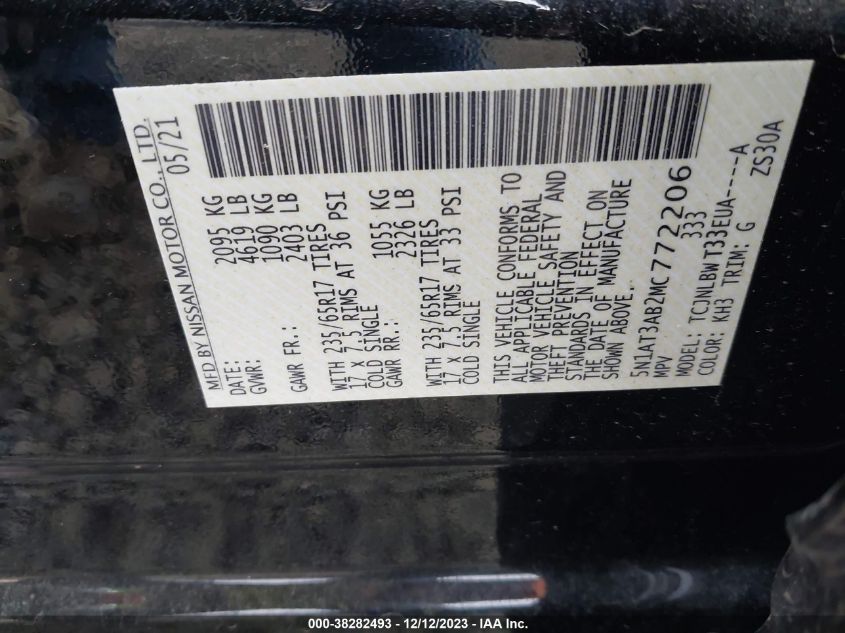 MFD BY NISSAN MOTOR CO., LTD.
DATE: 05/21
GVWR: 2095 KG
4619 LB
GAWR FR.: 1090 KG
2403 LB
WITH 235/65R17 TIRES
17 x 7.5 RIMS AT 36 PSI
COLD SINGLE
GAWR RR.: 1055 KG
2326 LB
WITH 235/65R17 TIRES
17 X 7.5 RIMS AT 33 PSI
COLD SINGLE
THIS VEHICLE CONFORMS TO
ALL APPLICABLE FEDERAL
MOTOR VEHICLE SAFETY AND
THEFT PREVENTION
STANDARDS IN EFFECT ON
THE DATE OF MANUFACTURE
SHOWN ABOVE.
5N1AT3AB2MC772206
MPV 333
MODEL: TCJNLBW T33EUA-----A
COLOR: KH3 TRIM: G ZS30A
000-38282493 - 12/12/2023 - IAA Inc.